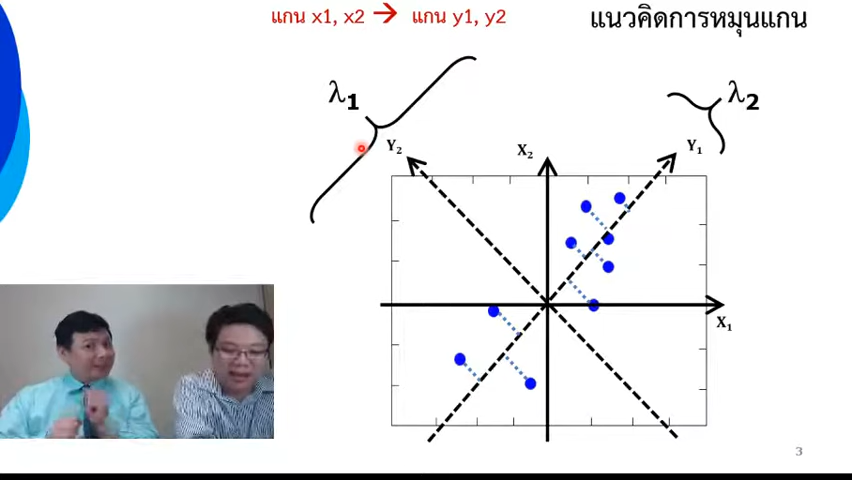 แกน x1, x2 → แกน y1, y2
แนวคิดการหมุนแกน
λ1
λ2
Y2
X2
Y1
X1
3